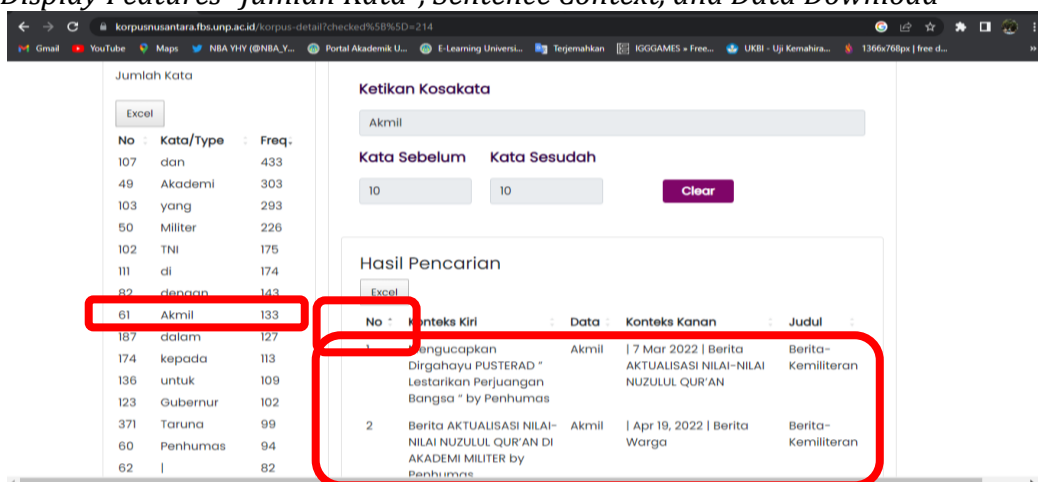 Display Features "Jumlah Kata", Sentence Context, and Data Download
korpusnusantara.fbs.unp.ac.id/korpus-detail?checked%5B%5D=214
Gmail YouTube Maps NBA YHY (@NBA_Y... Portal Akademik U... E-Learning Universi... Terjemahkan IGGGAMES » Free... UKBI - Uji Kemahira... 1366x768px | free d... »
Jumlah Kata
Excel
No Kata/Type Freq.
107 dan 433
49 Akademi 303
103 yang 293
50 Militer 226
102 TNI 175
111 di 174
82 dengan 143
61 Akmil 133
187 dalam 127
174 kepada 113
136 untuk 109
123 Gubernur 102
371 Taruna 99
60 Penhumas 94
62 | 82
Ketikan Kosakata
Akmil
Kata Sebelum Kata Sesudah
10 10 Clear
Hasil Pencarian
Excel
No Konteks Kiri Data Konteks Kanan Judul
1 Mengucapkan Akmil | 7 Mar 2022 | Berita Berita-
Dirgahayu PUSTERAD " AKTUALISASI NILAI-NILAI Kemiliteran
Lestarikan Perjuangan NUZULUL QUR'AN
Bangsa " by Penhumas
2 Berita AKTUALISASI NILAI- Akmil | Apr 19, 2022 | Berita Berita-
NILAI NUZULUL QUR'AN DI Warga Kemiliteran
AKADEMI MILITER by
Penhumas